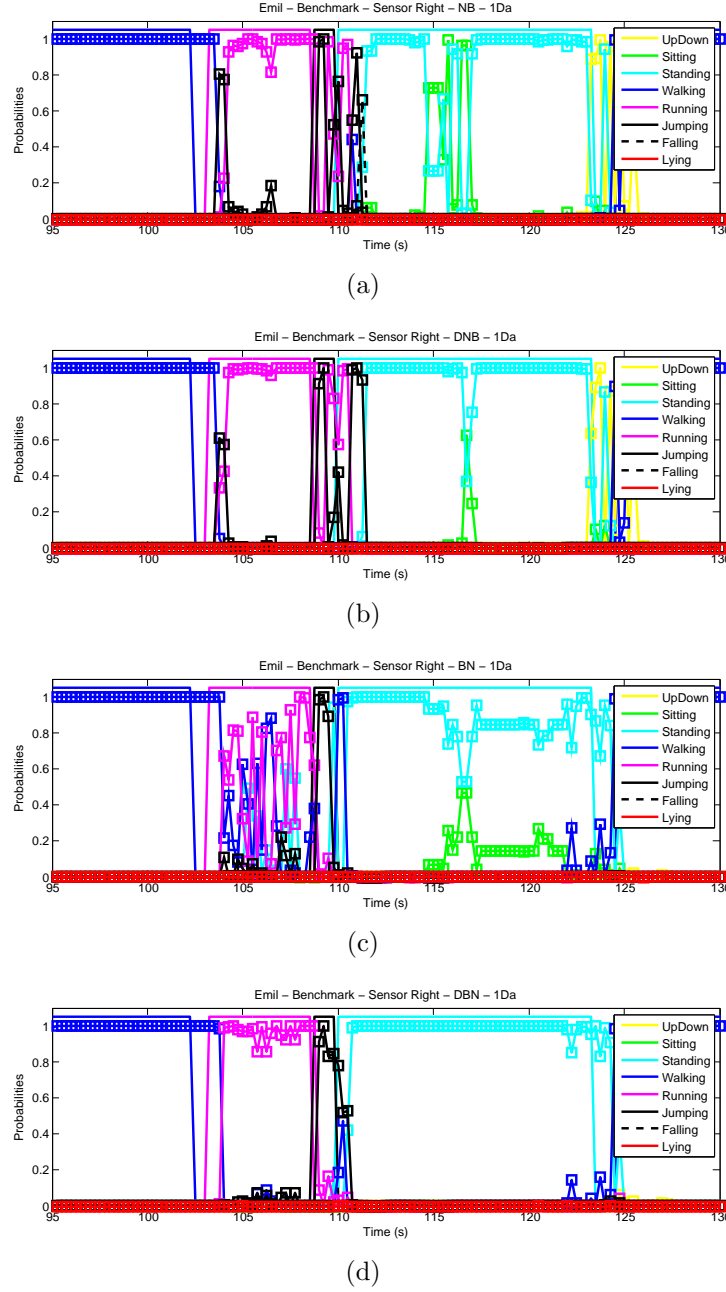 Emil – Benchmark – Sensor Right – NB – 1Da
Probabilities
1
0.8
0.6
0.4
0.2
0
95 100 105 110 115 120 125 130
Time (s)
UpDown
Sitting
Standing
Walking
Running
Jumping
Falling
Lying
(a)
Emil – Benchmark – Sensor Right – DNB – 1Da
Probabilities
1
0.8
0.6
0.4
0.2
0
95 100 105 110 115 120 125 130
Time (s)
UpDown
Sitting
Standing
Walking
Running
Jumping
Falling
Lying
(b)
Emil – Benchmark – Sensor Right – BN – 1Da
Probabilities
1
0.8
0.6
0.4
0.2
0
95 100 105 110 115 120 125 130
Time (s)
UpDown
Sitting
Standing
Walking
Running
Jumping
Falling
Lying
(c)
Emil – Benchmark – Sensor Right – DBN – 1Da
Probabilities
1
0.8
0.6
0.4
0.2
0
95 100 105 110 115 120 125 130
Time (s)
UpDown
Sitting
Standing
Walking
Running
Jumping
Falling
Lying
(d)